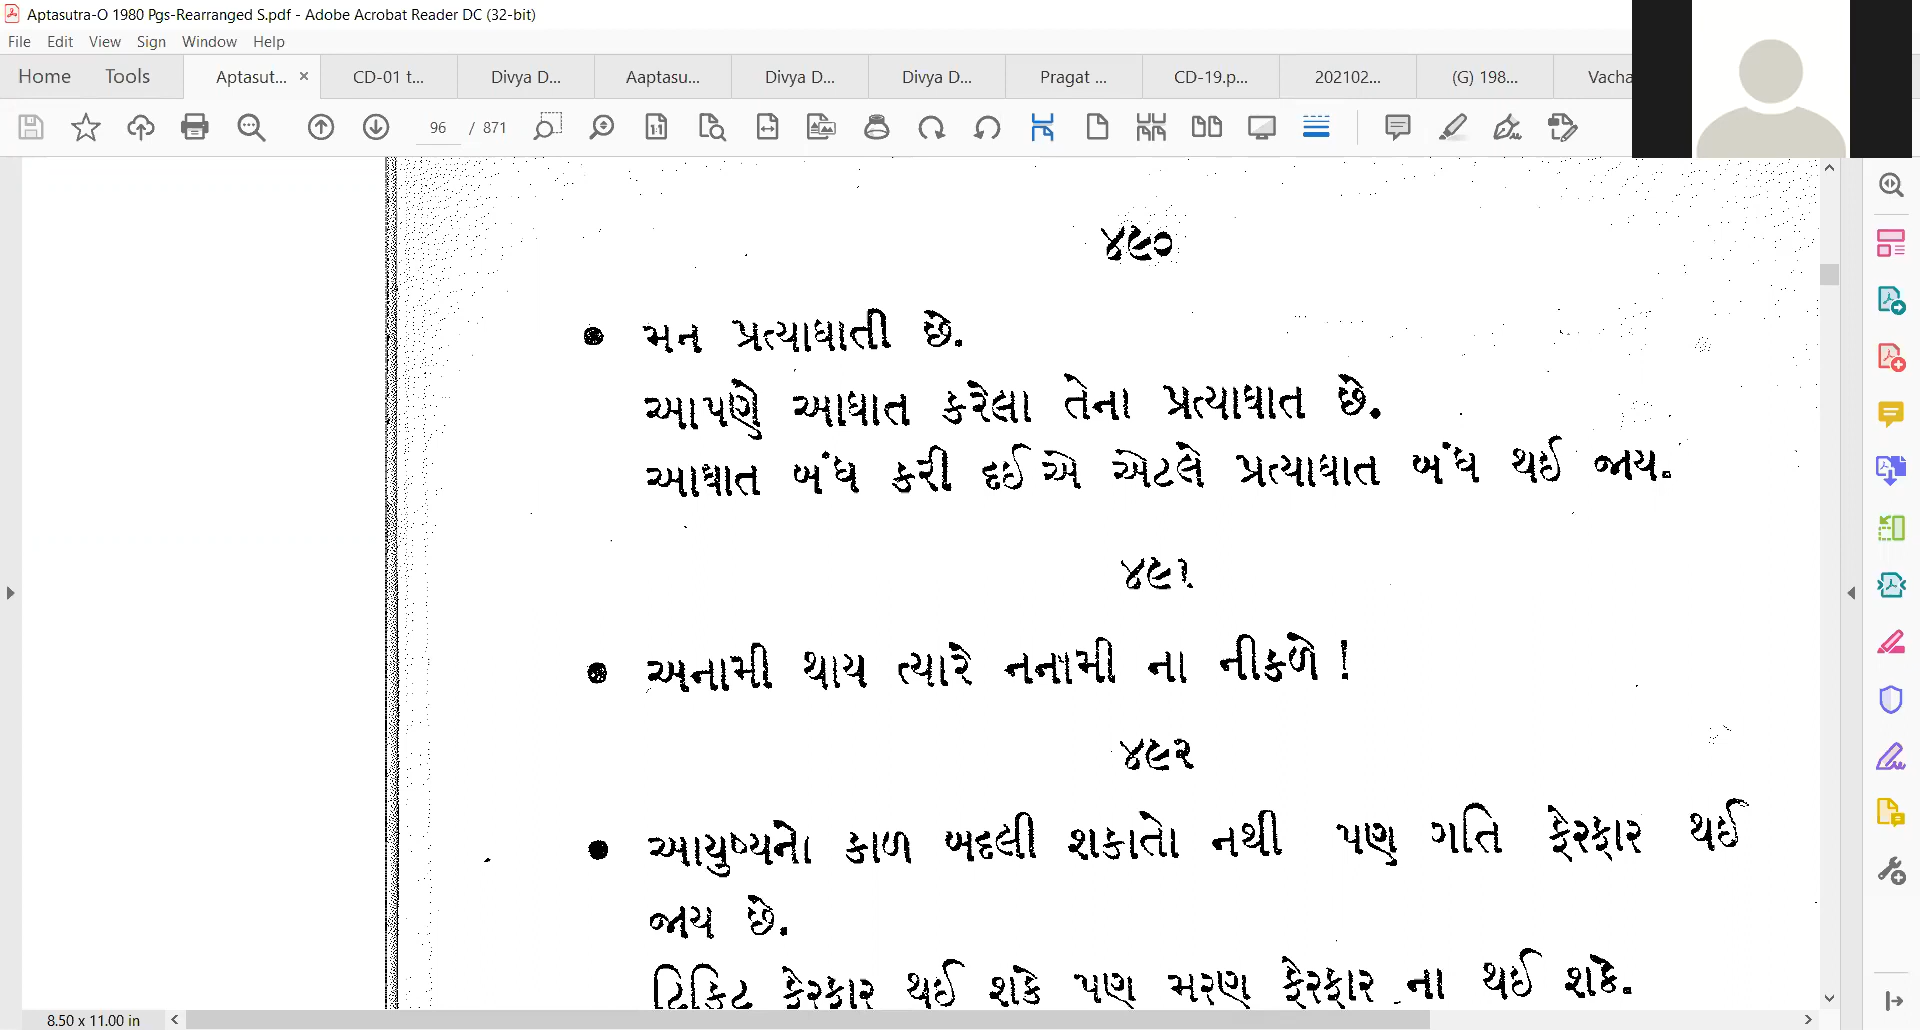 Aptasutra-O 1980 Pgs-Rearranged S.pdf - Adobe Acrobat Reader DC (32-bit)
File Edit View Sign Window Help
Home Tools Aptasut... × CD-01 t... Divya D... Aaptasu... Divya D... Divya D... Pragat ... CD-19.p... 202102... (G) 198... Vacha
96 / 871
૪૯૦
● મન પ્રત્યાઘાતી છે.
આપણે આઘાત કરેલા તેના પ્રત્યાઘાત છે.
આઘાત બંધ કરી દઈએ એટલે પ્રત્યાઘાત બંધ થઈ જાય.
૪૯૧
● અનામી થાય ત્યારે નનામી ના નીકળે !
૪૯૨
● આયુષ્યનો કાળ બદલી શકાતો નથી પણ ગતિ ફેરફાર થઈ
જાય છે.
ટિકિટ ફેરફાર થઈ શકે પણ મરણ ફેરફાર ના થઈ શકે.
8.50 x 11.00 in